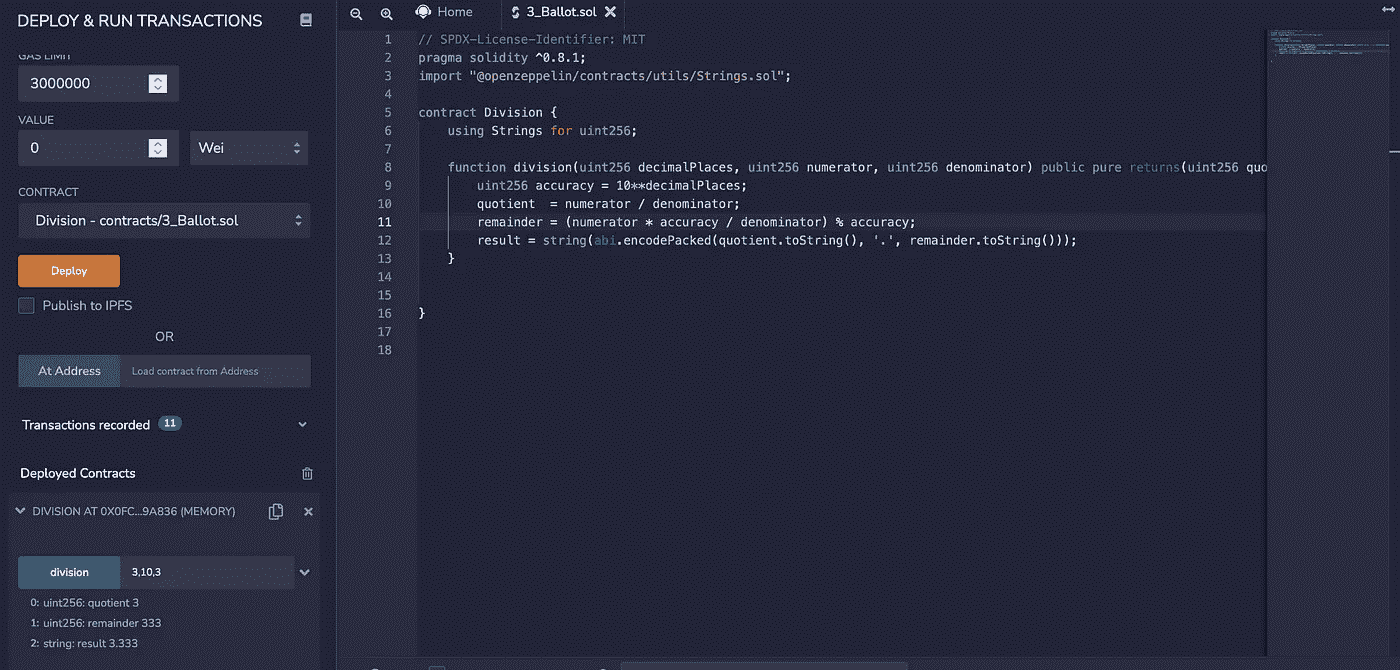 DEPLOY & RUN TRANSACTIONS
GAS LIMIT
3000000
VALUE
0
Wei
CONTRACT
Division - contracts/3_Ballot.sol
Deploy
Publish to IPFS
OR
At Address
Load contract from Address
Transactions recorded 11
Deployed Contracts
DIVISION AT 0X0FC...9A836 (MEMORY)
division
3,10,3
0: uint256: quotient 3
1: uint256: remainder 333
2: string: result 3.333
Home
3_Ballot.sol
1 // SPDX-License-Identifier: MIT
2 pragma solidity ^0.8.1;
3 import "@openzeppelin/contracts/utils/Strings.sol";
4
5 contract Division {
6 using Strings for uint256;
7
8 function division(uint256 decimalPlaces, uint256 numerator, uint256 denominator) public pure returns(uint256 quo
9 uint256 accuracy = 10**decimalPlaces;
10 quotient  = numerator / denominator;
11 remainder = (numerator * accuracy / denominator) % accuracy;
12 result = string(abi.encodePacked(quotient.toString(), '.', remainder.toString()));
13 }
14
15
16 }
17
18